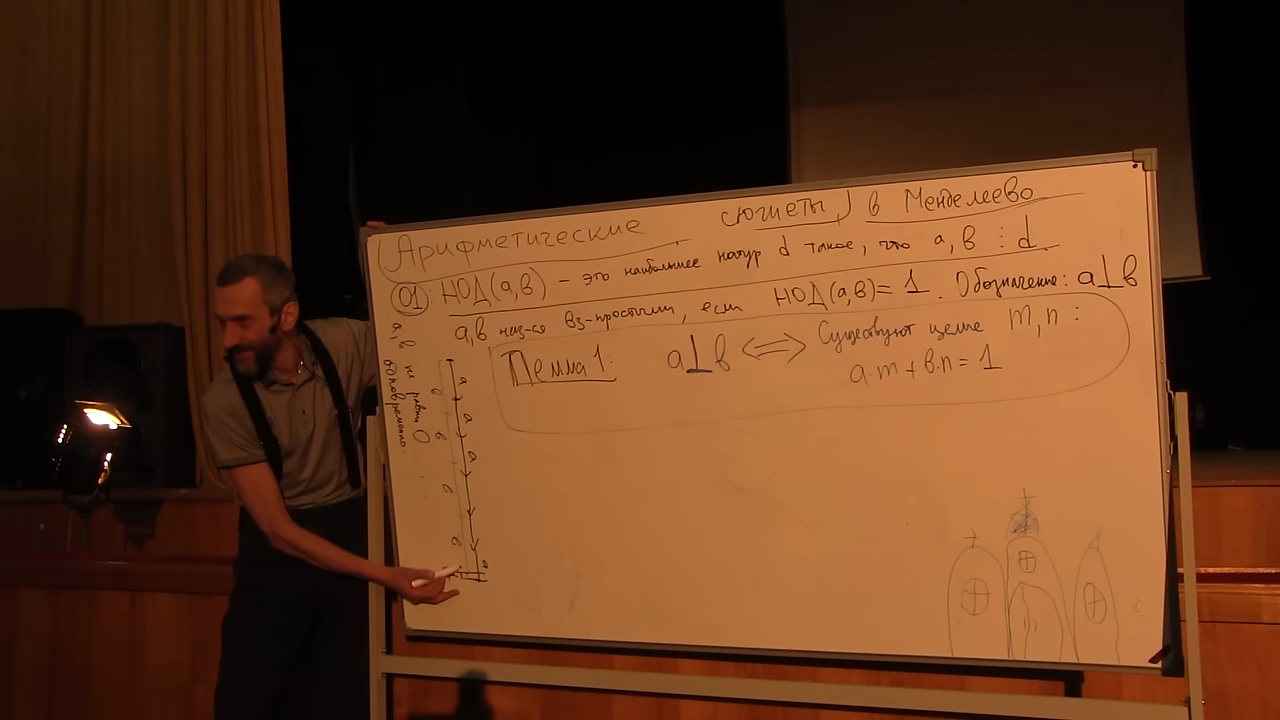 Арифметические сюжеты в Менделеево
О1: НОД(а,в) – это наибольшее натур d такое, что а, в ⋮ d.
а,в наз-ся вз-простыми, если НОД(а,в)= 1. Обозначение: а⊥в
Лемма 1: а⊥в ⟺ Существуют целые m, n :
а·m + в·n = 1
а, в не равны 0
одновременно.
а а а а
в в в в